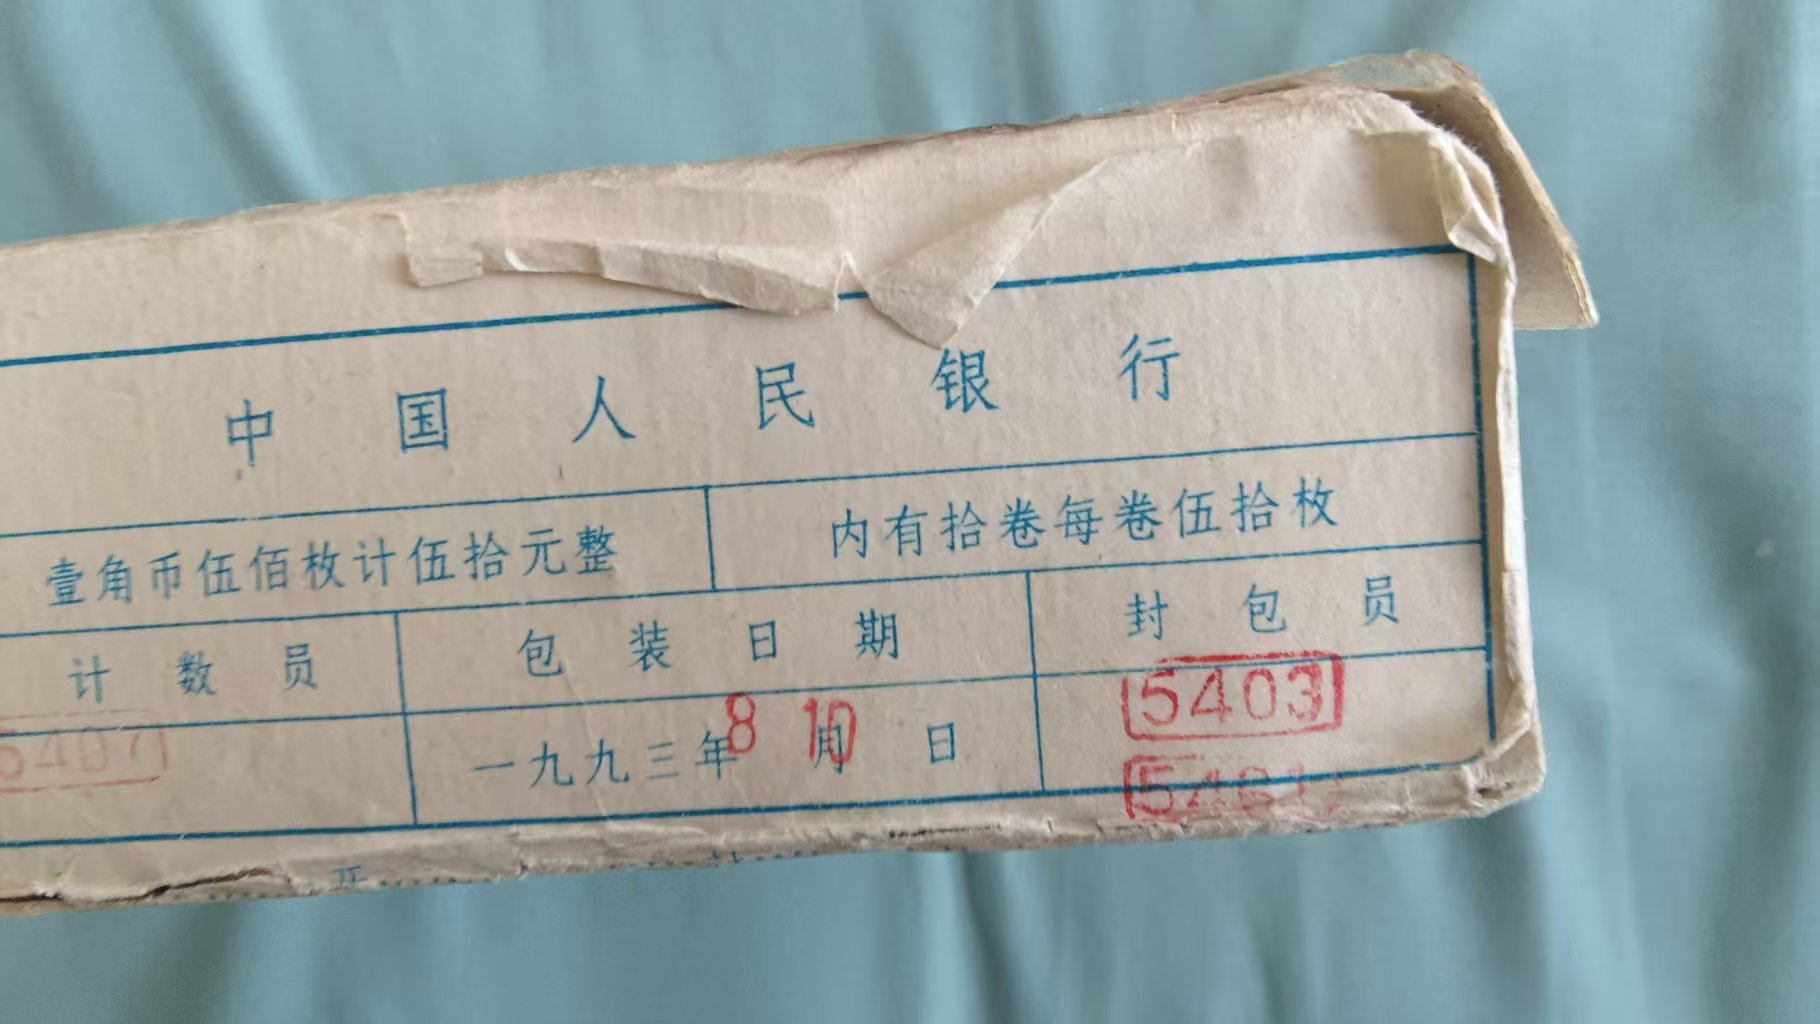 中国人民银行
壹角币伍佰枚计伍拾元整 内有拾卷每卷伍拾枚
计数员 包装日期 封包员
5407 一九九三年8月10日 5403